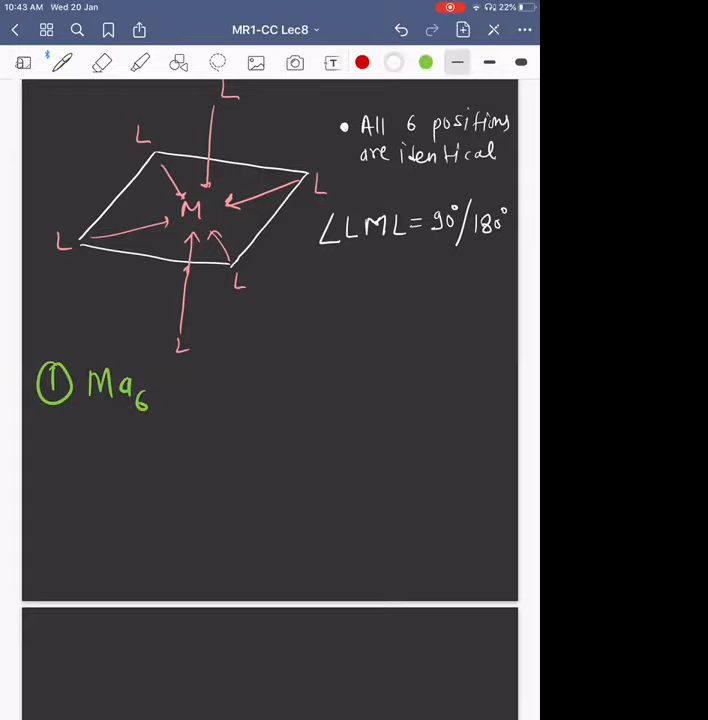 10:43 AM Wed 20 Jan
22%
MR1-CC Lec8
T
L
L
L
M
L
L
L
• All 6 positions
are identical
∠LML = 90°/180°
① Ma₆